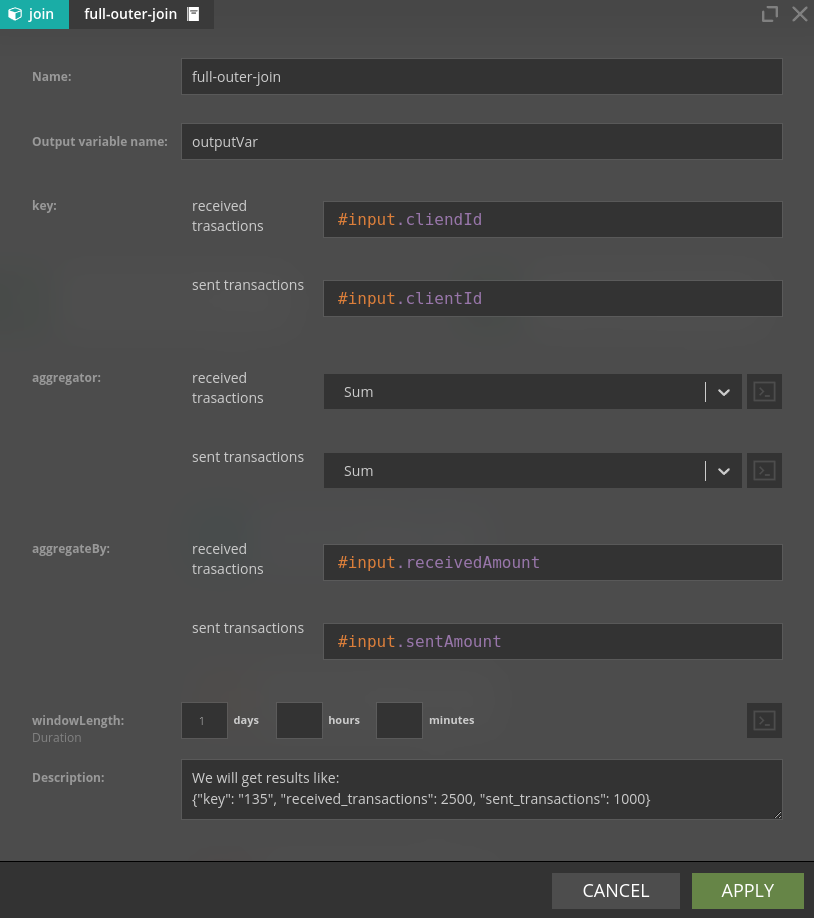 join
full-outer-join
Name:
full-outer-join
Output variable name:
outputVar
key:
received
trasactions
#input.cliendId
sent transactions
#input.clientId
aggregator:
received
trasactions
Sum
sent transactions
Sum
aggregateBy:
received
trasactions
#input.receivedAmount
sent transactions
#input.sentAmount
windowLength:
Duration
1 days hours minutes
Description:
We will get results like:
{"key": "135", "received_transactions": 2500, "sent_transactions": 1000}
CANCEL
APPLY